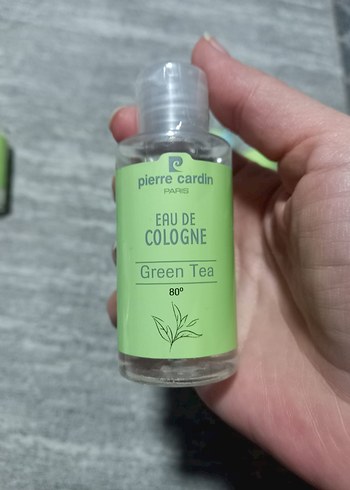 pierre cardin
PARIS
EAU DE
COLOGNE
Green Tea
80º